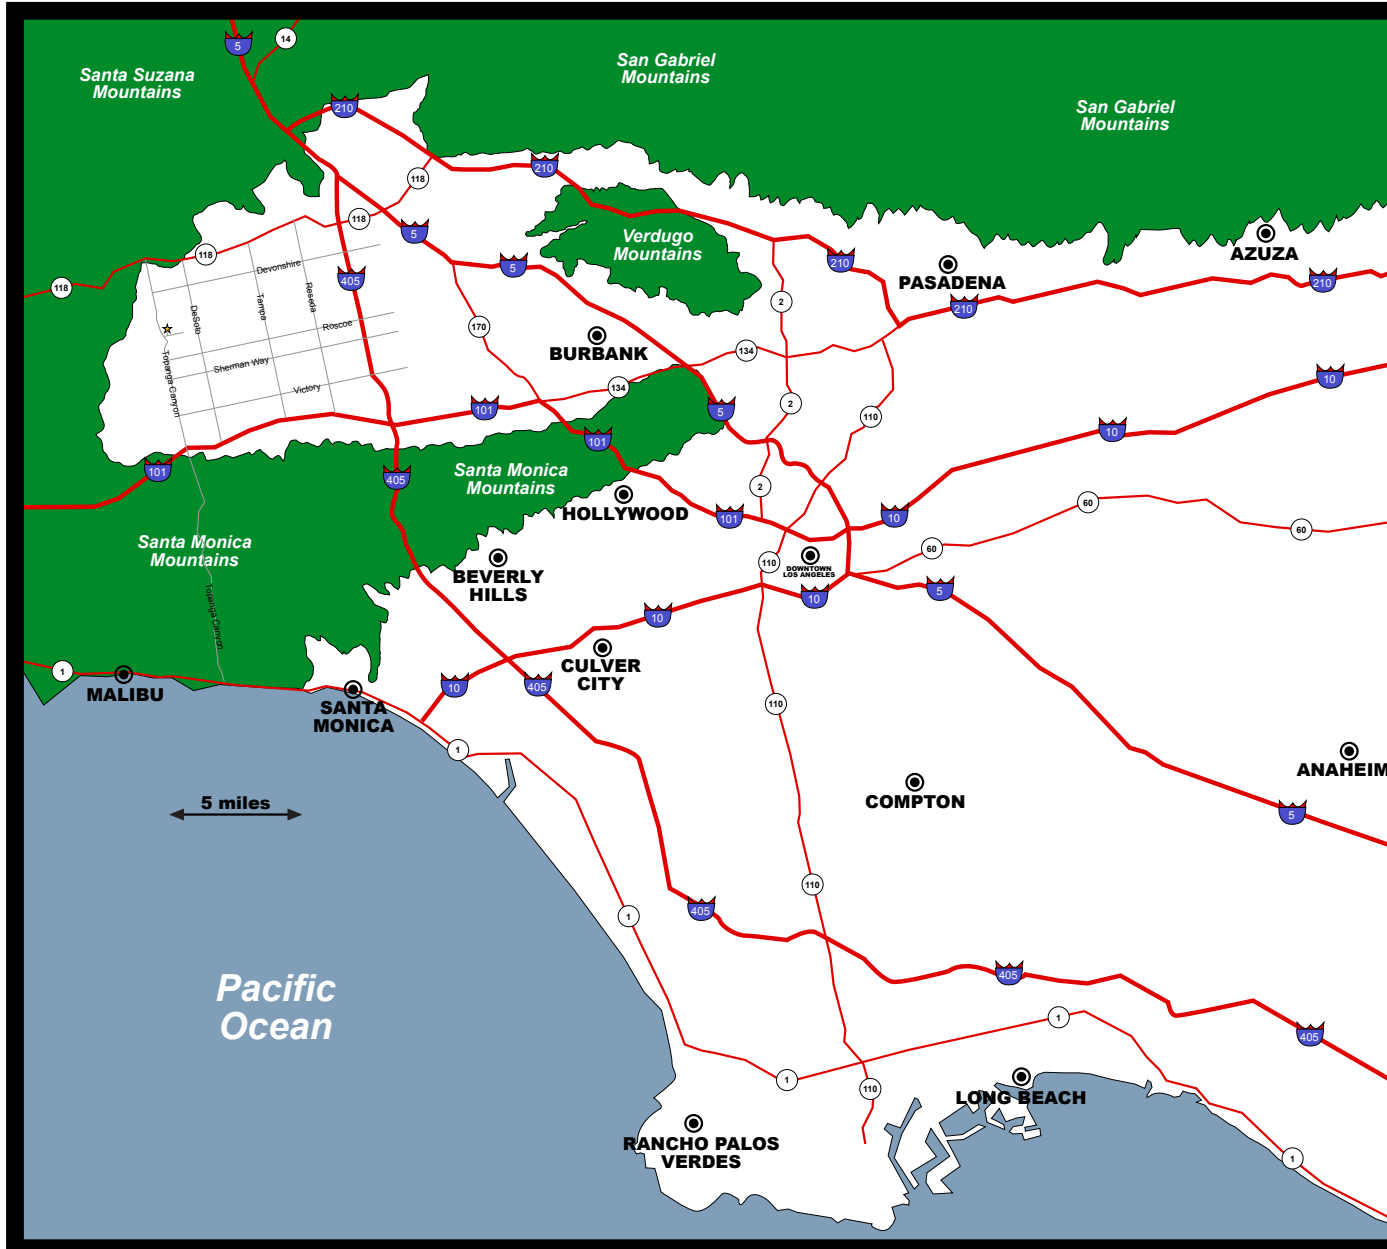 5
14
Santa Suzana
Mountains
San Gabriel
Mountains
San Gabriel
Mountains
210
210
118
118
118
118
5
5
405
Devonshire
DeSoto
Tampa
Reseda
Roscoe
Sherman Way
Victory
Topanga Canyon
Verdugo
Mountains
210
PASADENA
210
AZUZA
210
2
170
BURBANK
134
134
2
110
10
10
5
101
101
101
405
Santa Monica
Mountains
2
HOLLYWOOD
101
10
60
60
60
Santa Monica
Mountains
Topanga Canyon
BEVERLY
HILLS
110
DOWNTOWN
LOS ANGELES
10
5
10
CULVER
CITY
1
MALIBU
SANTA
MONICA
10
405
110
1
5 miles
COMPTON
ANAHEIM
5
110
405
1
405
Pacific
Ocean
1
405
1
110
LONG BEACH
RANCHO PALOS
VERDES
1